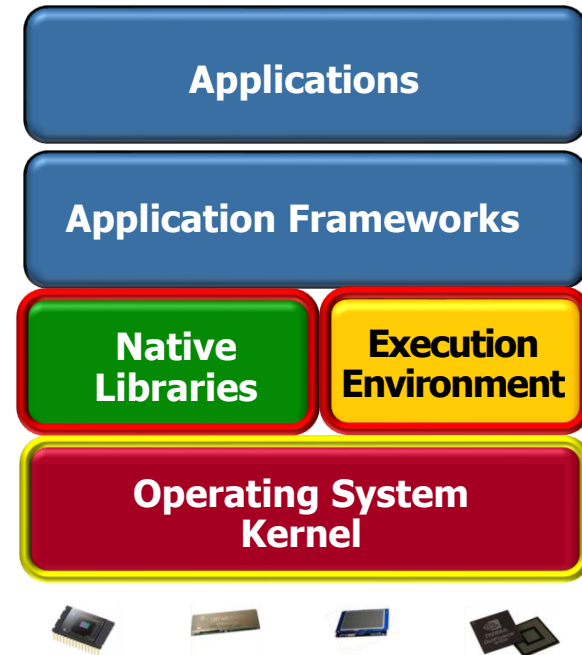 Applications
Application Frameworks
Native
Libraries
Execution
Environment
Operating System
Kernel